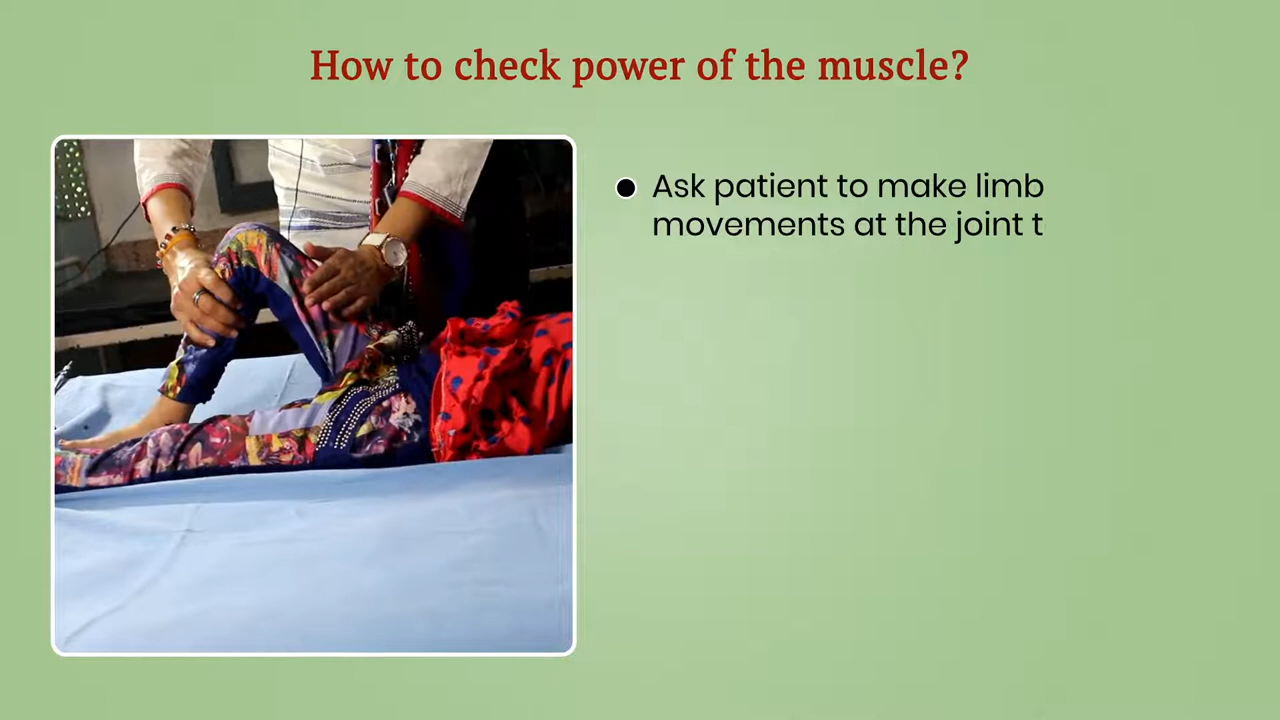 How to check power of the muscle?
Ask patient to make limb
movements at the joint t